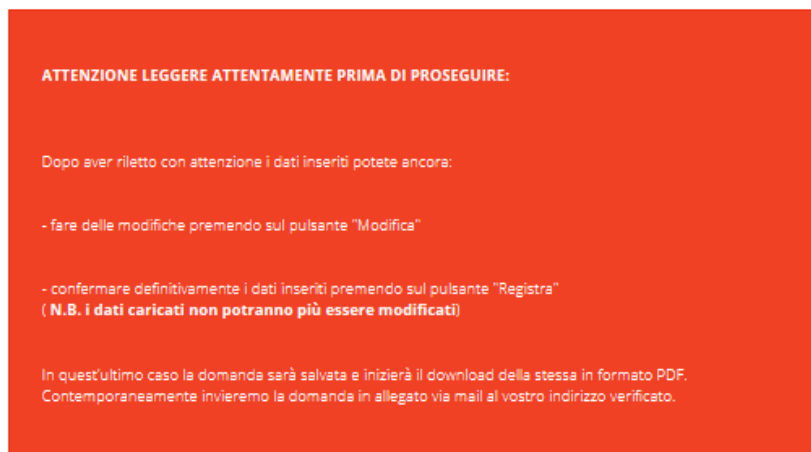 ATTENZIONE LEGGERE ATTENTAMENTE PRIMA DI PROSEGUIRE:
Dopo aver riletto con attenzione i dati inseriti potete ancora:
- fare delle modifiche premendo sul pulsante "Modifica"
- confermare definitivamente i dati inseriti premendo sul pulsante "Registra"
( N.B. i dati caricati non potranno più essere modificati)
In quest'ultimo caso la domanda sarà salvata e inizierà il download della stessa in formato PDF.
Contemporaneamente invieremo la domanda in allegato via mail al vostro indirizzo verificato.